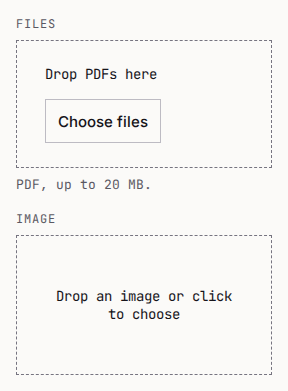 FILES
Drop PDFs here
Choose files
PDF, up to 20 MB.
IMAGE
Drop an image or click
to choose